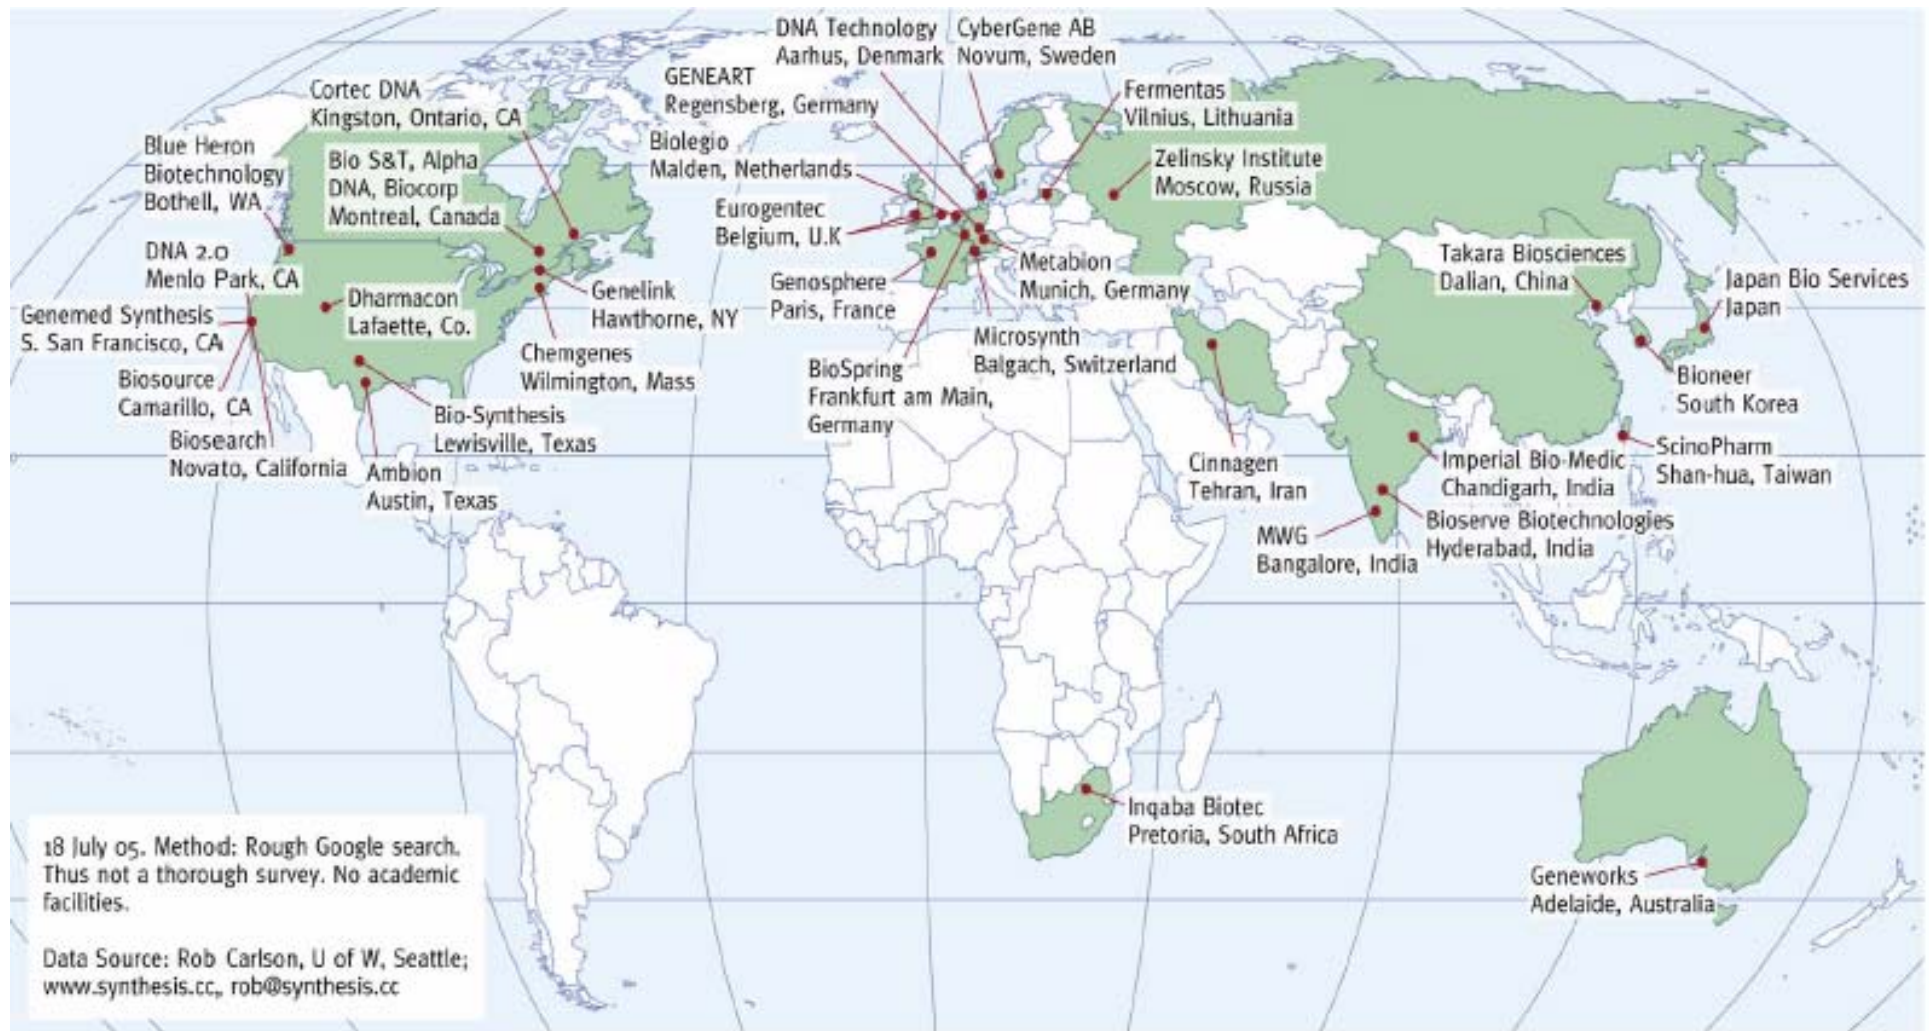 DNA Technology
Aarhus, Denmark
CyberGene AB
Novum, Sweden
GENEART
Regensberg, Germany
Cortec DNA
Kingston, Ontario, CA
Fermentas
Vilnius, Lithuania
Blue Heron
Biotechnology
Bothell, WA
Bio S&T, Alpha
DNA, Biocorp
Montreal, Canada
Biolegio
Malden, Netherlands
Zelinsky Institute
Moscow, Russia
Eurogentec
Belgium, U.K
DNA 2.0
Menlo Park, CA
Takara Biosciences
Dalian, China
Japan Bio Services
Japan
Metabion
Munich, Germany
Genosphere
Paris, France
Dharmacon
Lafaette, Co.
Genelink
Hawthorne, NY
Genemed Synthesis
S. San Francisco, CA
Microsynth
Balgach, Switzerland
Chemgenes
Wilmington, Mass
BioSpring
Frankfurt am Main,
Germany
Biosource
Camarillo, CA
Bioneer
South Korea
Bio-Synthesis
Lewisville, Texas
Biosearch
Novato, California
Ambion
Austin, Texas
Cinnagen
Tehran, Iran
Imperial Bio-Medic
Chandigarh, India
ScinoPharm
Shan-hua, Taiwan
Bioserve Biotechnologies
Hyderabad, India
MWG
Bangalore, India
Inqaba Biotec
Pretoria, South Africa
Geneworks
Adelaide, Australia
18 July 05. Method: Rough Google search.
Thus not a thorough survey. No academic
facilities.
Data Source: Rob Carlson, U of W, Seattle;
www.synthesis.cc, rob@synthesis.cc